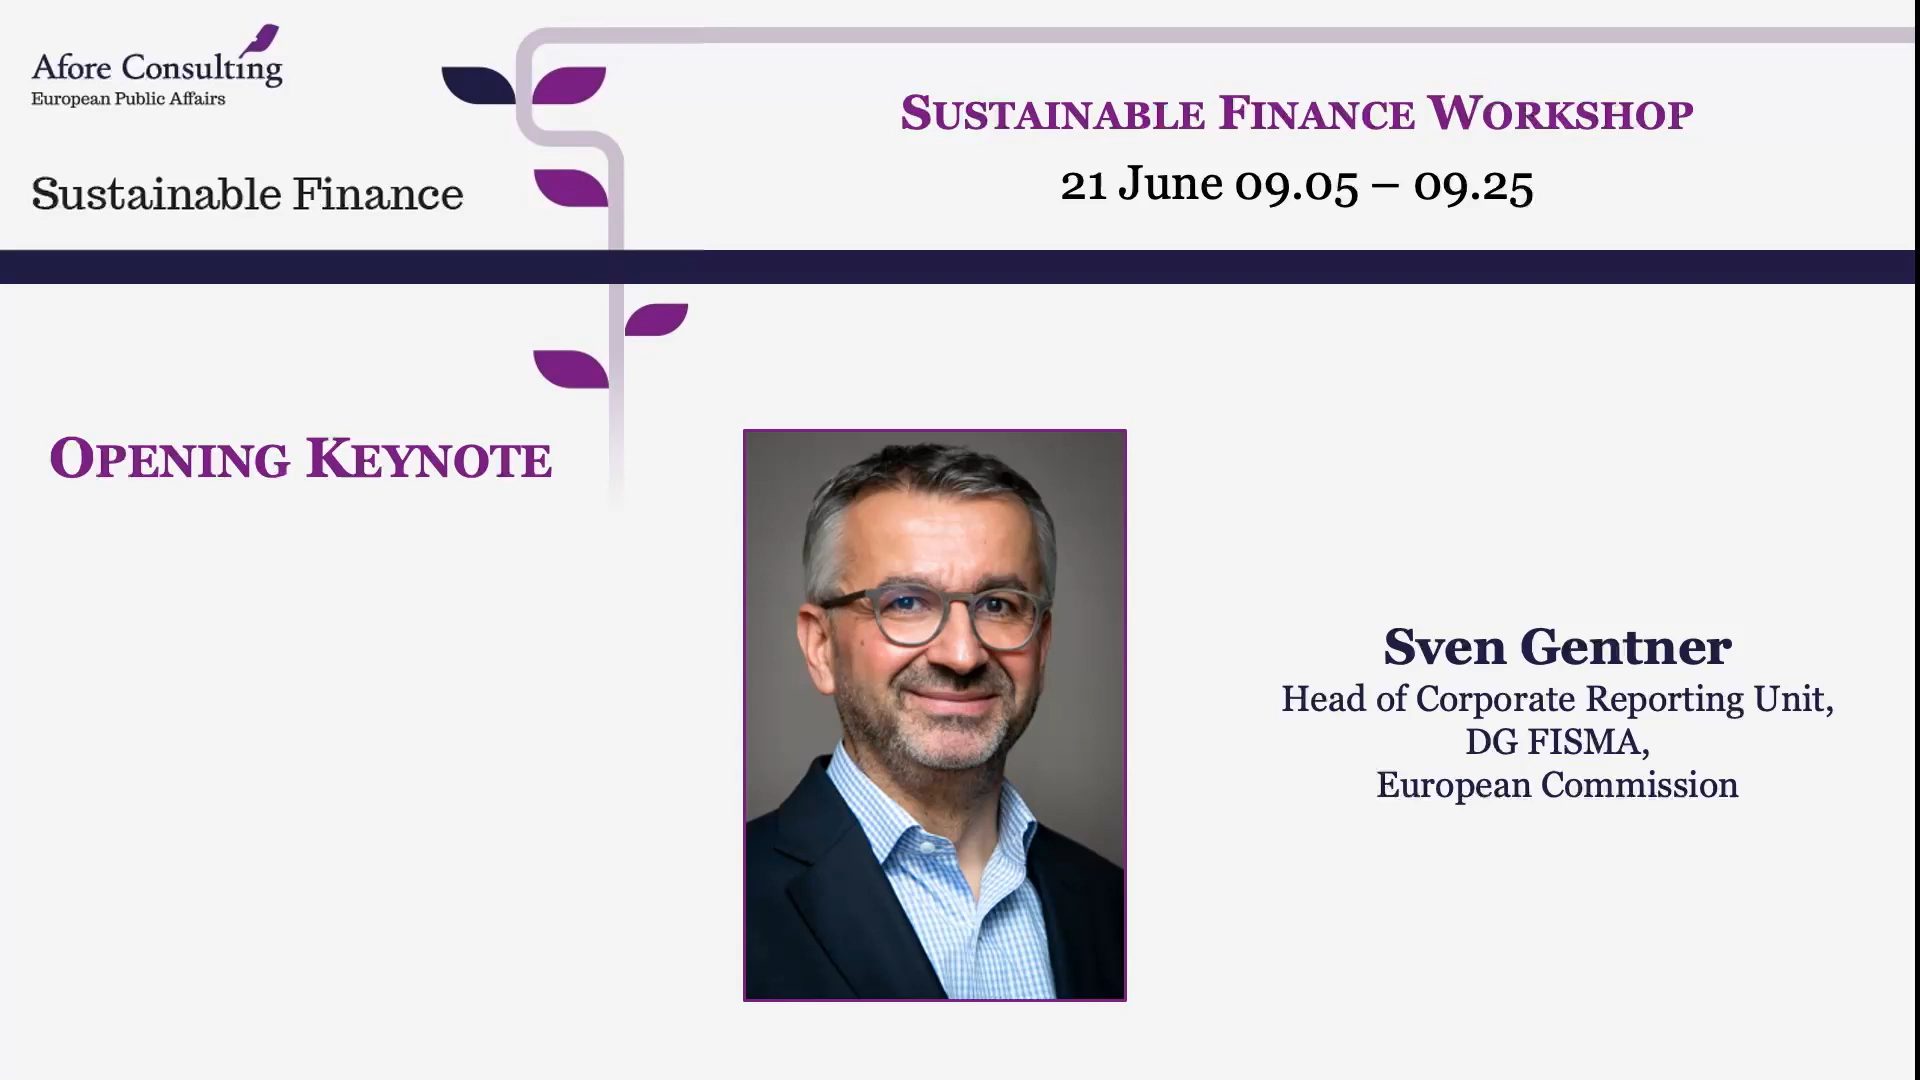 Afore Consulting
European Public Affairs
Sustainable Finance
SUSTAINABLE FINANCE WORKSHOP
21 June 09.05 – 09.25
OPENING KEYNOTE
Sven Gentner
Head of Corporate Reporting Unit,
DG FISMA,
European Commission